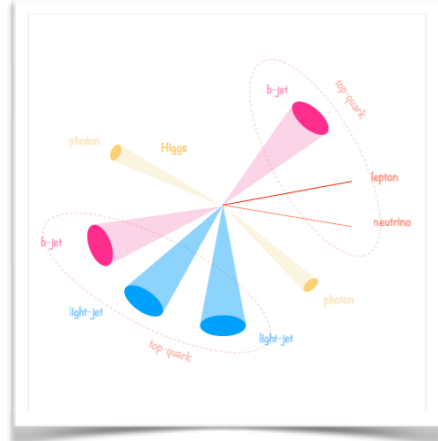 b-jet
top-quark
photon
Higgs
lepton
neutrino
b-jet
light-jet
photon
light-jet
top-quark